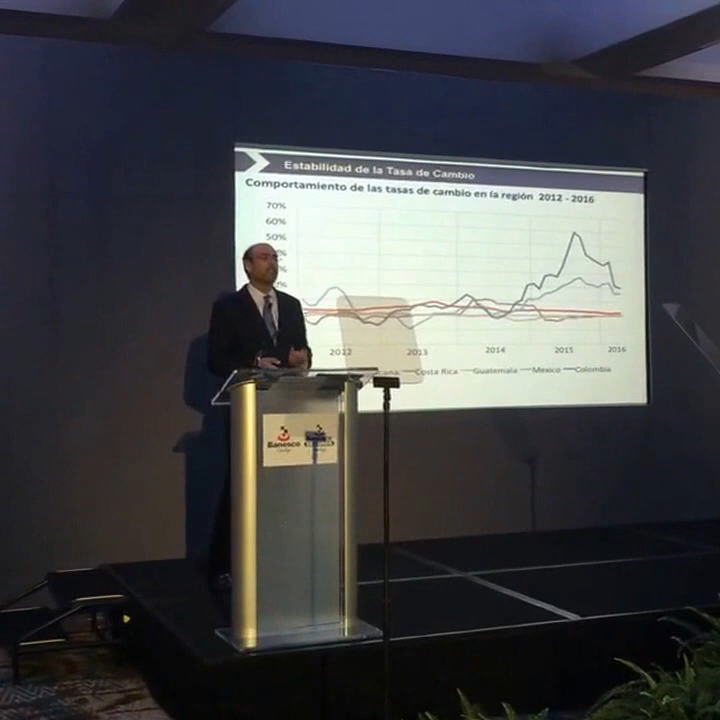 Estabilidad de la Tasa de Cambio
Comportamiento de las tasas de cambio en la región 2012 - 2016
70%
60%
50%
2012 2013 2014 2015 2016
Costa Rica Guatemala Mexico Colombia
Banesco